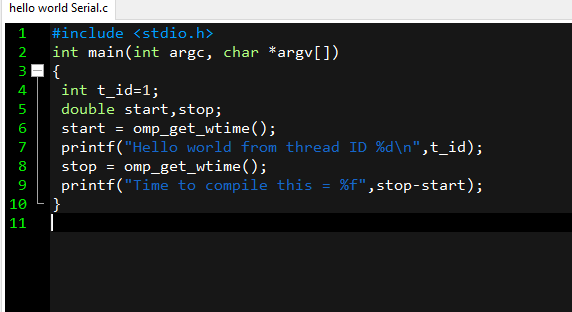 hello world Serial.c
1 #include <stdio.h>
2 int main(int argc, char *argv[])
3 {
4 int t_id=1;
5 double start,stop;
6 start = omp_get_wtime();
7 printf("Hello world from thread ID %d\n",t_id);
8 stop = omp_get_wtime();
9 printf("Time to compile this = %f",stop-start);
10 }
11